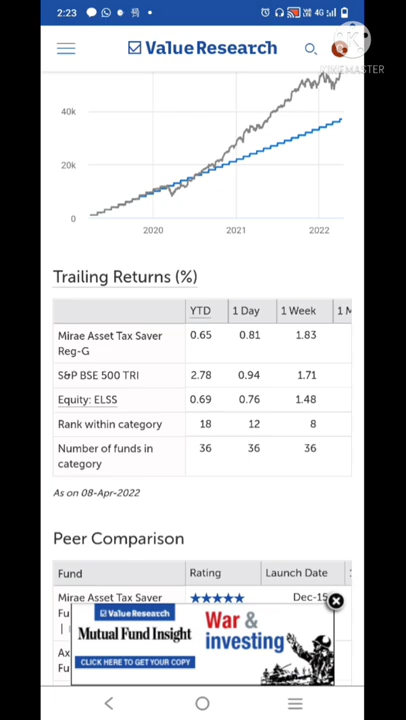 2:23
4G
ValueResearch
KINEMASTER
40k
20k
0
2020 2021 2022
Trailing Returns (%)
YTD 1 Day 1 Week 1 M
Mirae Asset Tax Saver Reg-G 0.65 0.81 1.83
S&P BSE 500 TRI 2.78 0.94 1.71
Equity: ELSS 0.69 0.76 1.48
Rank within category 18 12 8
Number of funds in category 36 36 36
As on 08-Apr-2022
Peer Comparison
Fund Rating Launch Date
Mirae Asset Tax Saver ★★★★★ Dec-15
Fu
ValueResearch
Mutual Fund Insight
CLICK HERE TO GET YOUR COPY
War &
investing
Ax
Fu